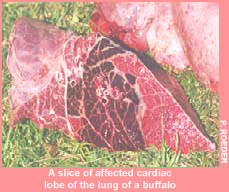 A slice of affected cardiac
lobe of the lung of a buffalo
P. ROEDER